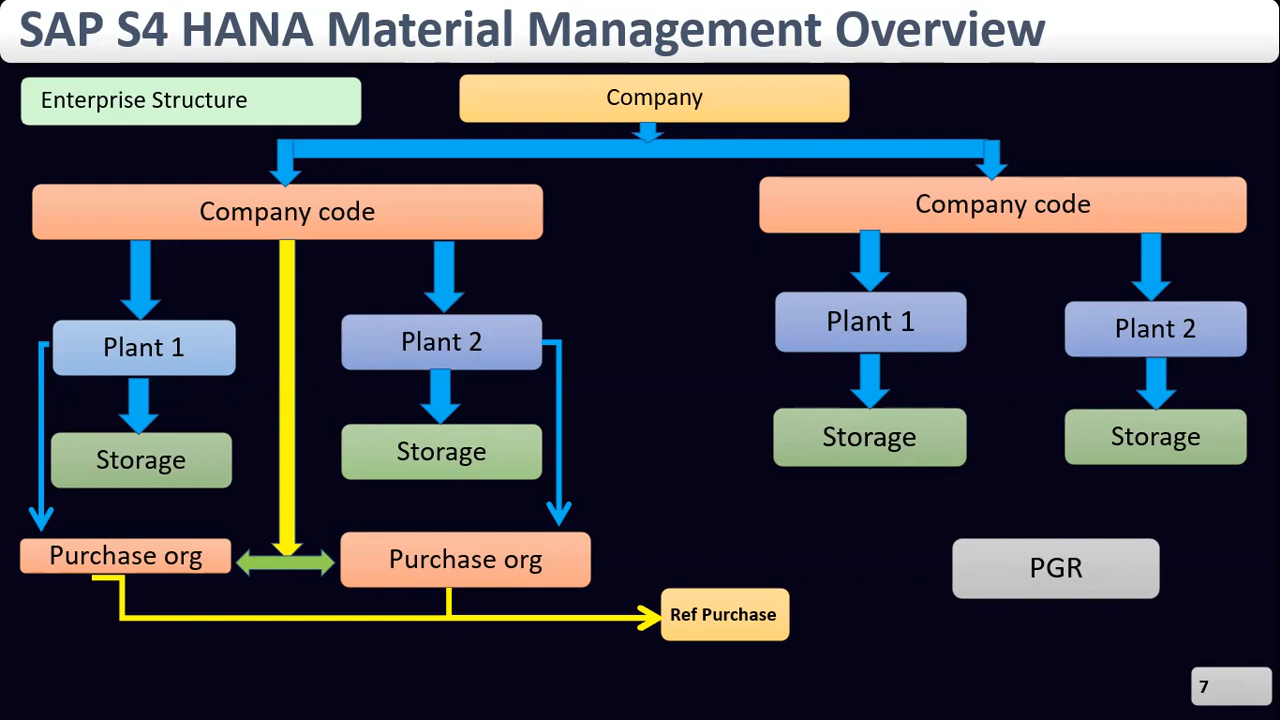 SAP S4 HANA Material Management Overview
Enterprise Structure
Company
Company code
Company code
Plant 1
Plant 2
Plant 1
Plant 2
Storage
Storage
Storage
Storage
Purchase org
Purchase org
PGR
Ref Purchase
7